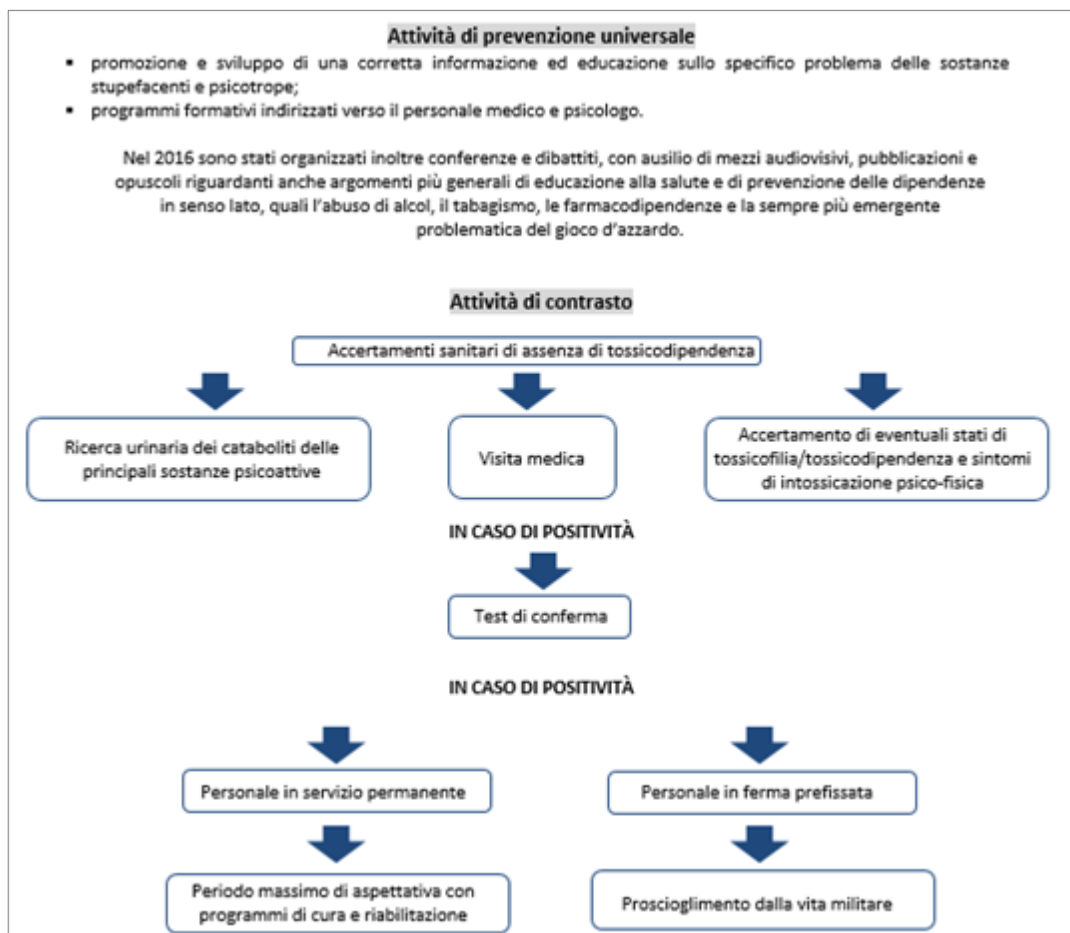 Attività di prevenzione universale
▪ promozione e sviluppo di una corretta informazione ed educazione sullo specifico problema delle sostanze
stupefacenti e psicotrope;
▪ programmi formativi indirizzati verso il personale medico e psicologo.
Nel 2016 sono stati organizzati inoltre conferenze e dibattiti, con ausilio di mezzi audiovisivi, pubblicazioni e
opuscoli riguardanti anche argomenti più generali di educazione alla salute e di prevenzione delle dipendenze
in senso lato, quali l'abuso di alcol, il tabagismo, le farmacodipendenze e la sempre più emergente
problematica del gioco d'azzardo.
Attività di contrasto
Accertamenti sanitari di assenza di tossicodipendenza
Ricerca urinaria dei cataboliti delle
principali sostanze psicoattive
Visita medica
Accertamento di eventuali stati di
tossicofilia/tossicodipendenza e sintomi
di intossicazione psico-fisica
IN CASO DI POSITIVITÀ
Test di conferma
IN CASO DI POSITIVITÀ
Personale in servizio permanente
Personale in ferma prefissata
Periodo massimo di aspettativa con
programmi di cura e riabilitazione
Proscioglimento dalla vita militare